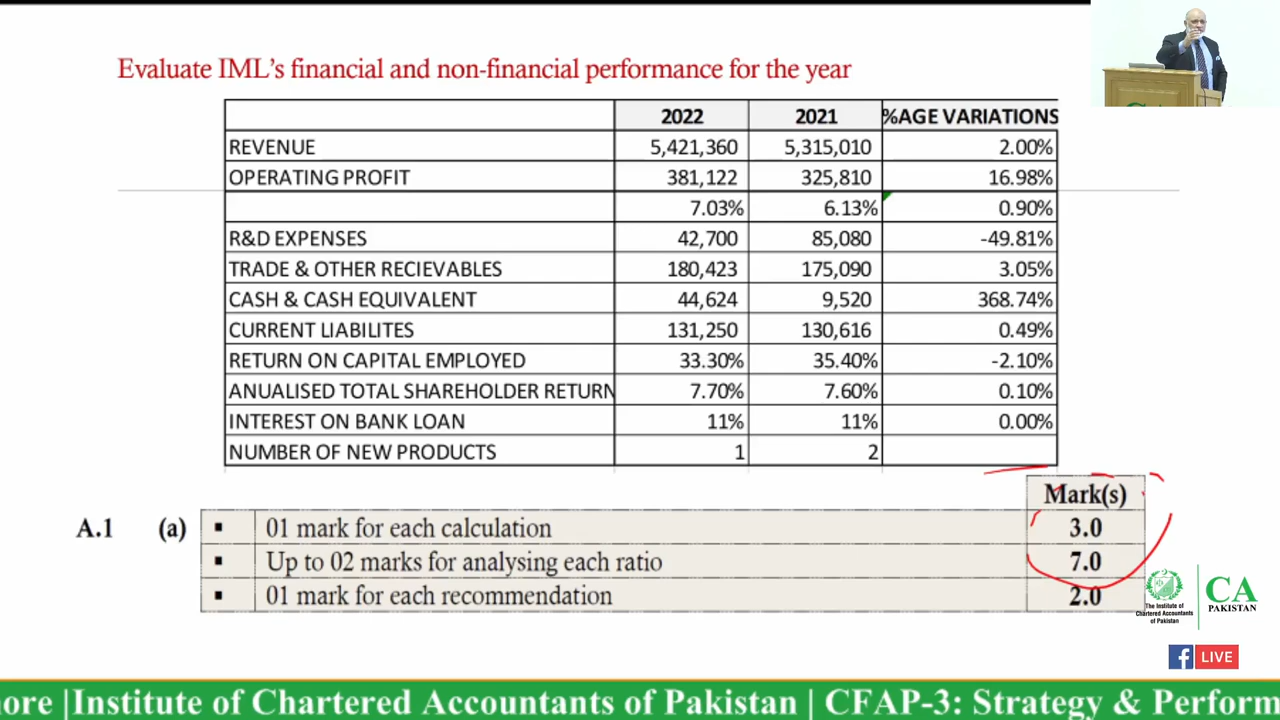 Evaluate IML's financial and non-financial performance for the year
2022 2021 %AGE VARIATIONS
REVENUE 5,421,360 5,315,010 2.00%
OPERATING PROFIT 381,122 325,810 16.98%
7.03% 6.13% 0.90%
R&D EXPENSES 42,700 85,080 -49.81%
TRADE & OTHER RECIEVABLES 180,423 175,090 3.05%
CASH & CASH EQUIVALENT 44,624 9,520 368.74%
CURRENT LIABILITES 131,250 130,616 0.49%
RETURN ON CAPITAL EMPLOYED 33.30% 35.40% -2.10%
ANUALISED TOTAL SHAREHOLDER RETURN 7.70% 7.60% 0.10%
INTEREST ON BANK LOAN 11% 11% 0.00%
NUMBER OF NEW PRODUCTS 1 2
Mark(s)
A.1 (a) ▪ 01 mark for each calculation 3.0
▪ Up to 02 marks for analysing each ratio 7.0
▪ 01 mark for each recommendation 2.0
The Institute of
Chartered Accountants
of Pakistan
CA
PAKISTAN
f LIVE
ore |Institute of Chartered Accountants of Pakistan | CFAP-3: Strategy & Perform